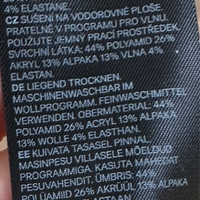 4% ELASTANE.
CZ SUŠENÍ NA VODOROVNÉ PLOŠE.
PRATELNÉ V PROGRAMU PRO VLNU.
POUŽIJTE JEMNÝ PRACÍ PROSTŘEDEK.
SVRCHNÍ LÁTKA: 44% POLYAMID 26%
AKRYL 13% ALPAKA 13% VLNA 4%
ELASTAN.
DE LIEGEND TROCKNEN.
MASCHINENWASCHBAR IM
WOLLPROGRAMM. FEINWASCHMITTEL
VERWENDEN. OBERMATERIAL: 44%
POLYAMID 26% ACRYL 13% ALPAKA
13% WOLLE 4% ELASTHAN.
EE KUIVATA TASASEL PINNAL.
MASINPESU VILLASELE MÕELDUD
PROGRAMMIGA. KASUTA MAHEDAT
PESUVAHENDIT. ÜMBRIS: 44%
POLÜAMIID 26% AKRÜÜL 13% ALPAKA